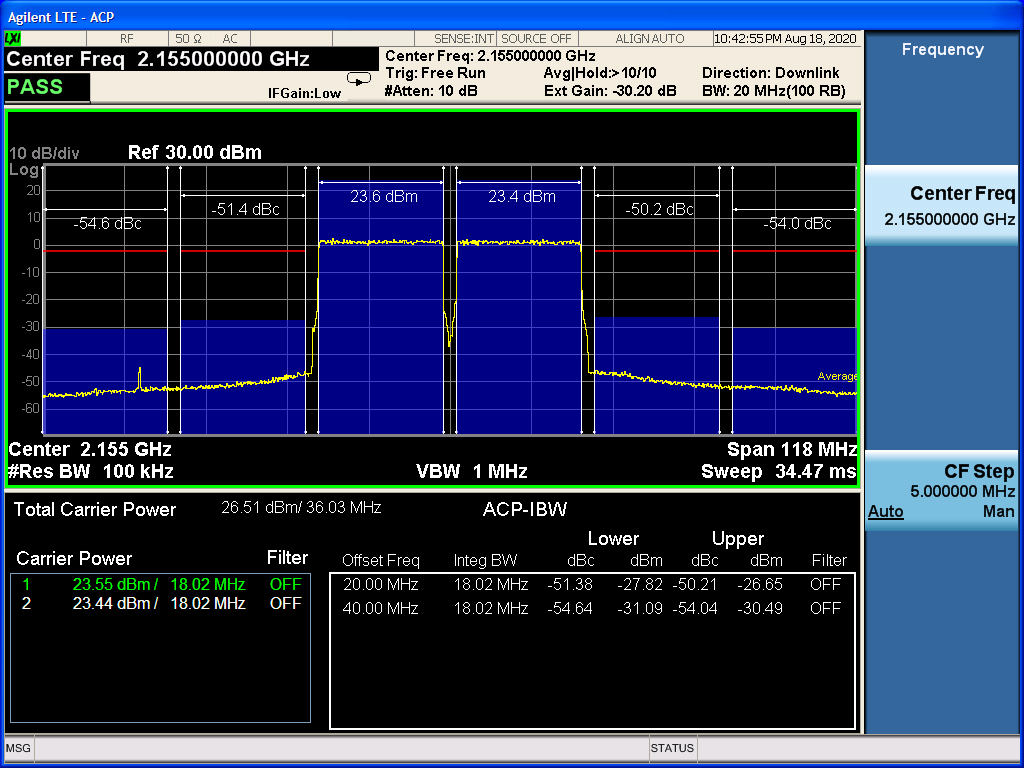 Agilent LTE - ACP
LXI RF 50 Ω AC SENSE:INT SOURCE OFF ALIGN AUTO 10:42:55 PM Aug 18, 2020
Center Freq 2.155000000 GHz
PASS
IFGain:Low
Center Freq: 2.155000000 GHz
Trig: Free Run Avg|Hold:>10/10 Direction: Downlink
#Atten: 10 dB Ext Gain: -30.20 dB BW: 20 MHz(100 RB)
Frequency
Center Freq
2.155000000 GHz
CF Step
5.000000 MHz
Auto Man
10 dB/div Ref 30.00 dBm
Log
20
10
0
-10
-20
-30
-40
-50
-60
-54.6 dBc -51.4 dBc 23.6 dBm 23.4 dBm -50.2 dBc -54.0 dBc
Average
Center 2.155 GHz Span 118 MHz
#Res BW 100 kHz VBW 1 MHz Sweep 34.47 ms
Total Carrier Power 26.51 dBm/ 36.03 MHz ACP-IBW
Carrier Power Filter
1 23.55 dBm / 18.02 MHz OFF
2 23.44 dBm / 18.02 MHz OFF
Lower Upper
Offset Freq Integ BW dBc dBm dBc dBm Filter
20.00 MHz 18.02 MHz -51.38 -27.82 -50.21 -26.65 OFF
40.00 MHz 18.02 MHz -54.64 -31.09 -54.04 -30.49 OFF
MSG STATUS